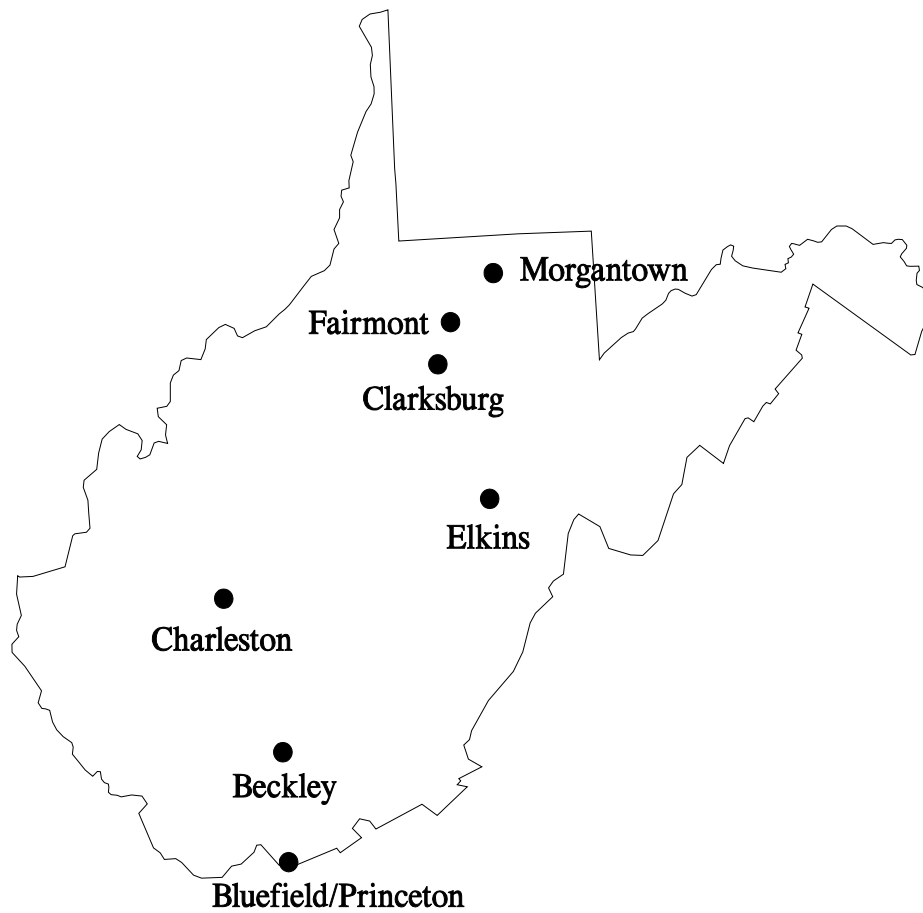 Morgantown
Fairmont
Clarksburg
Elkins
Charleston
Beckley
Bluefield/Princeton